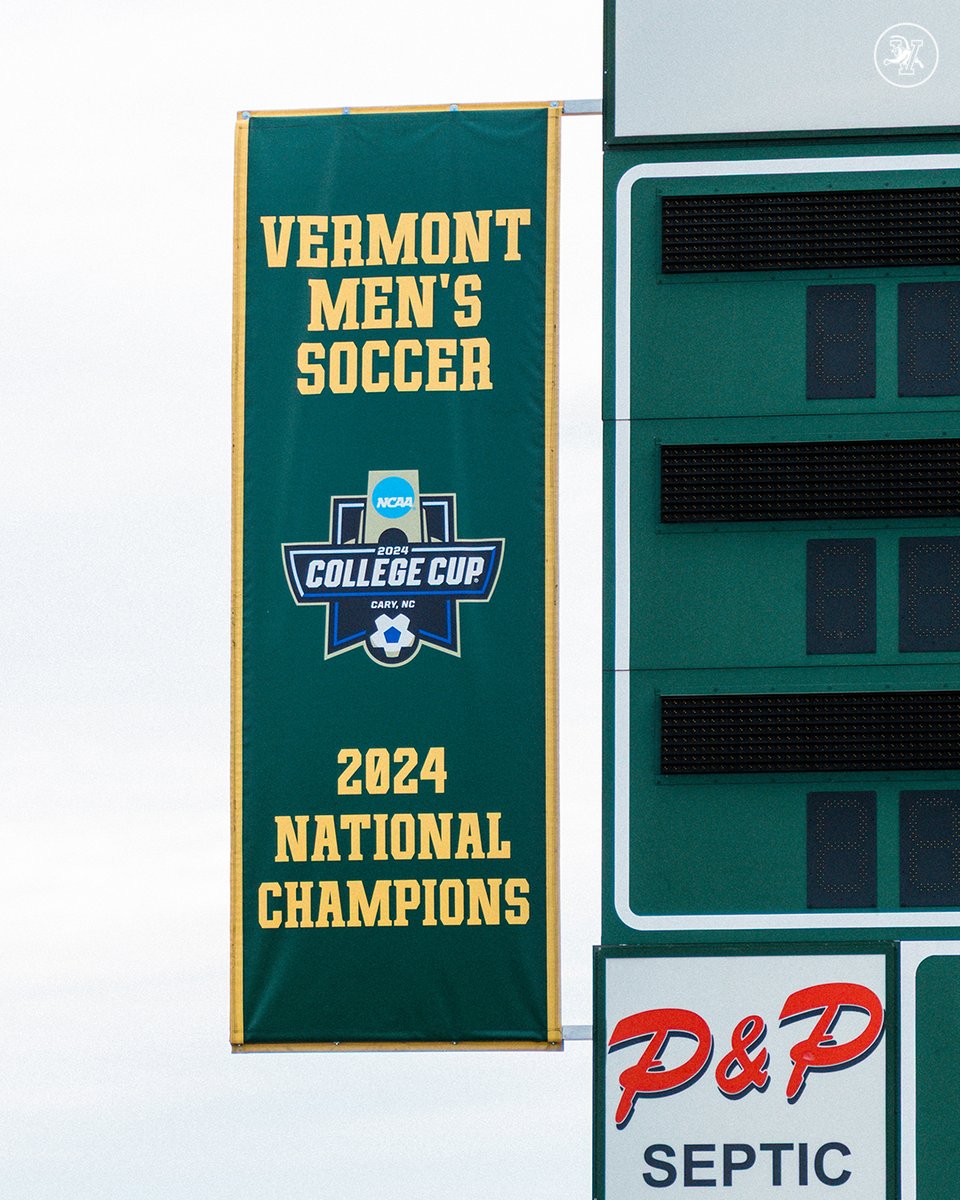 V
VERMONT
MEN'S
SOCCER
NCAA
2024
COLLEGE CUP
CARY, NC
2024
NATIONAL
CHAMPIONS
P&P
SEPTIC